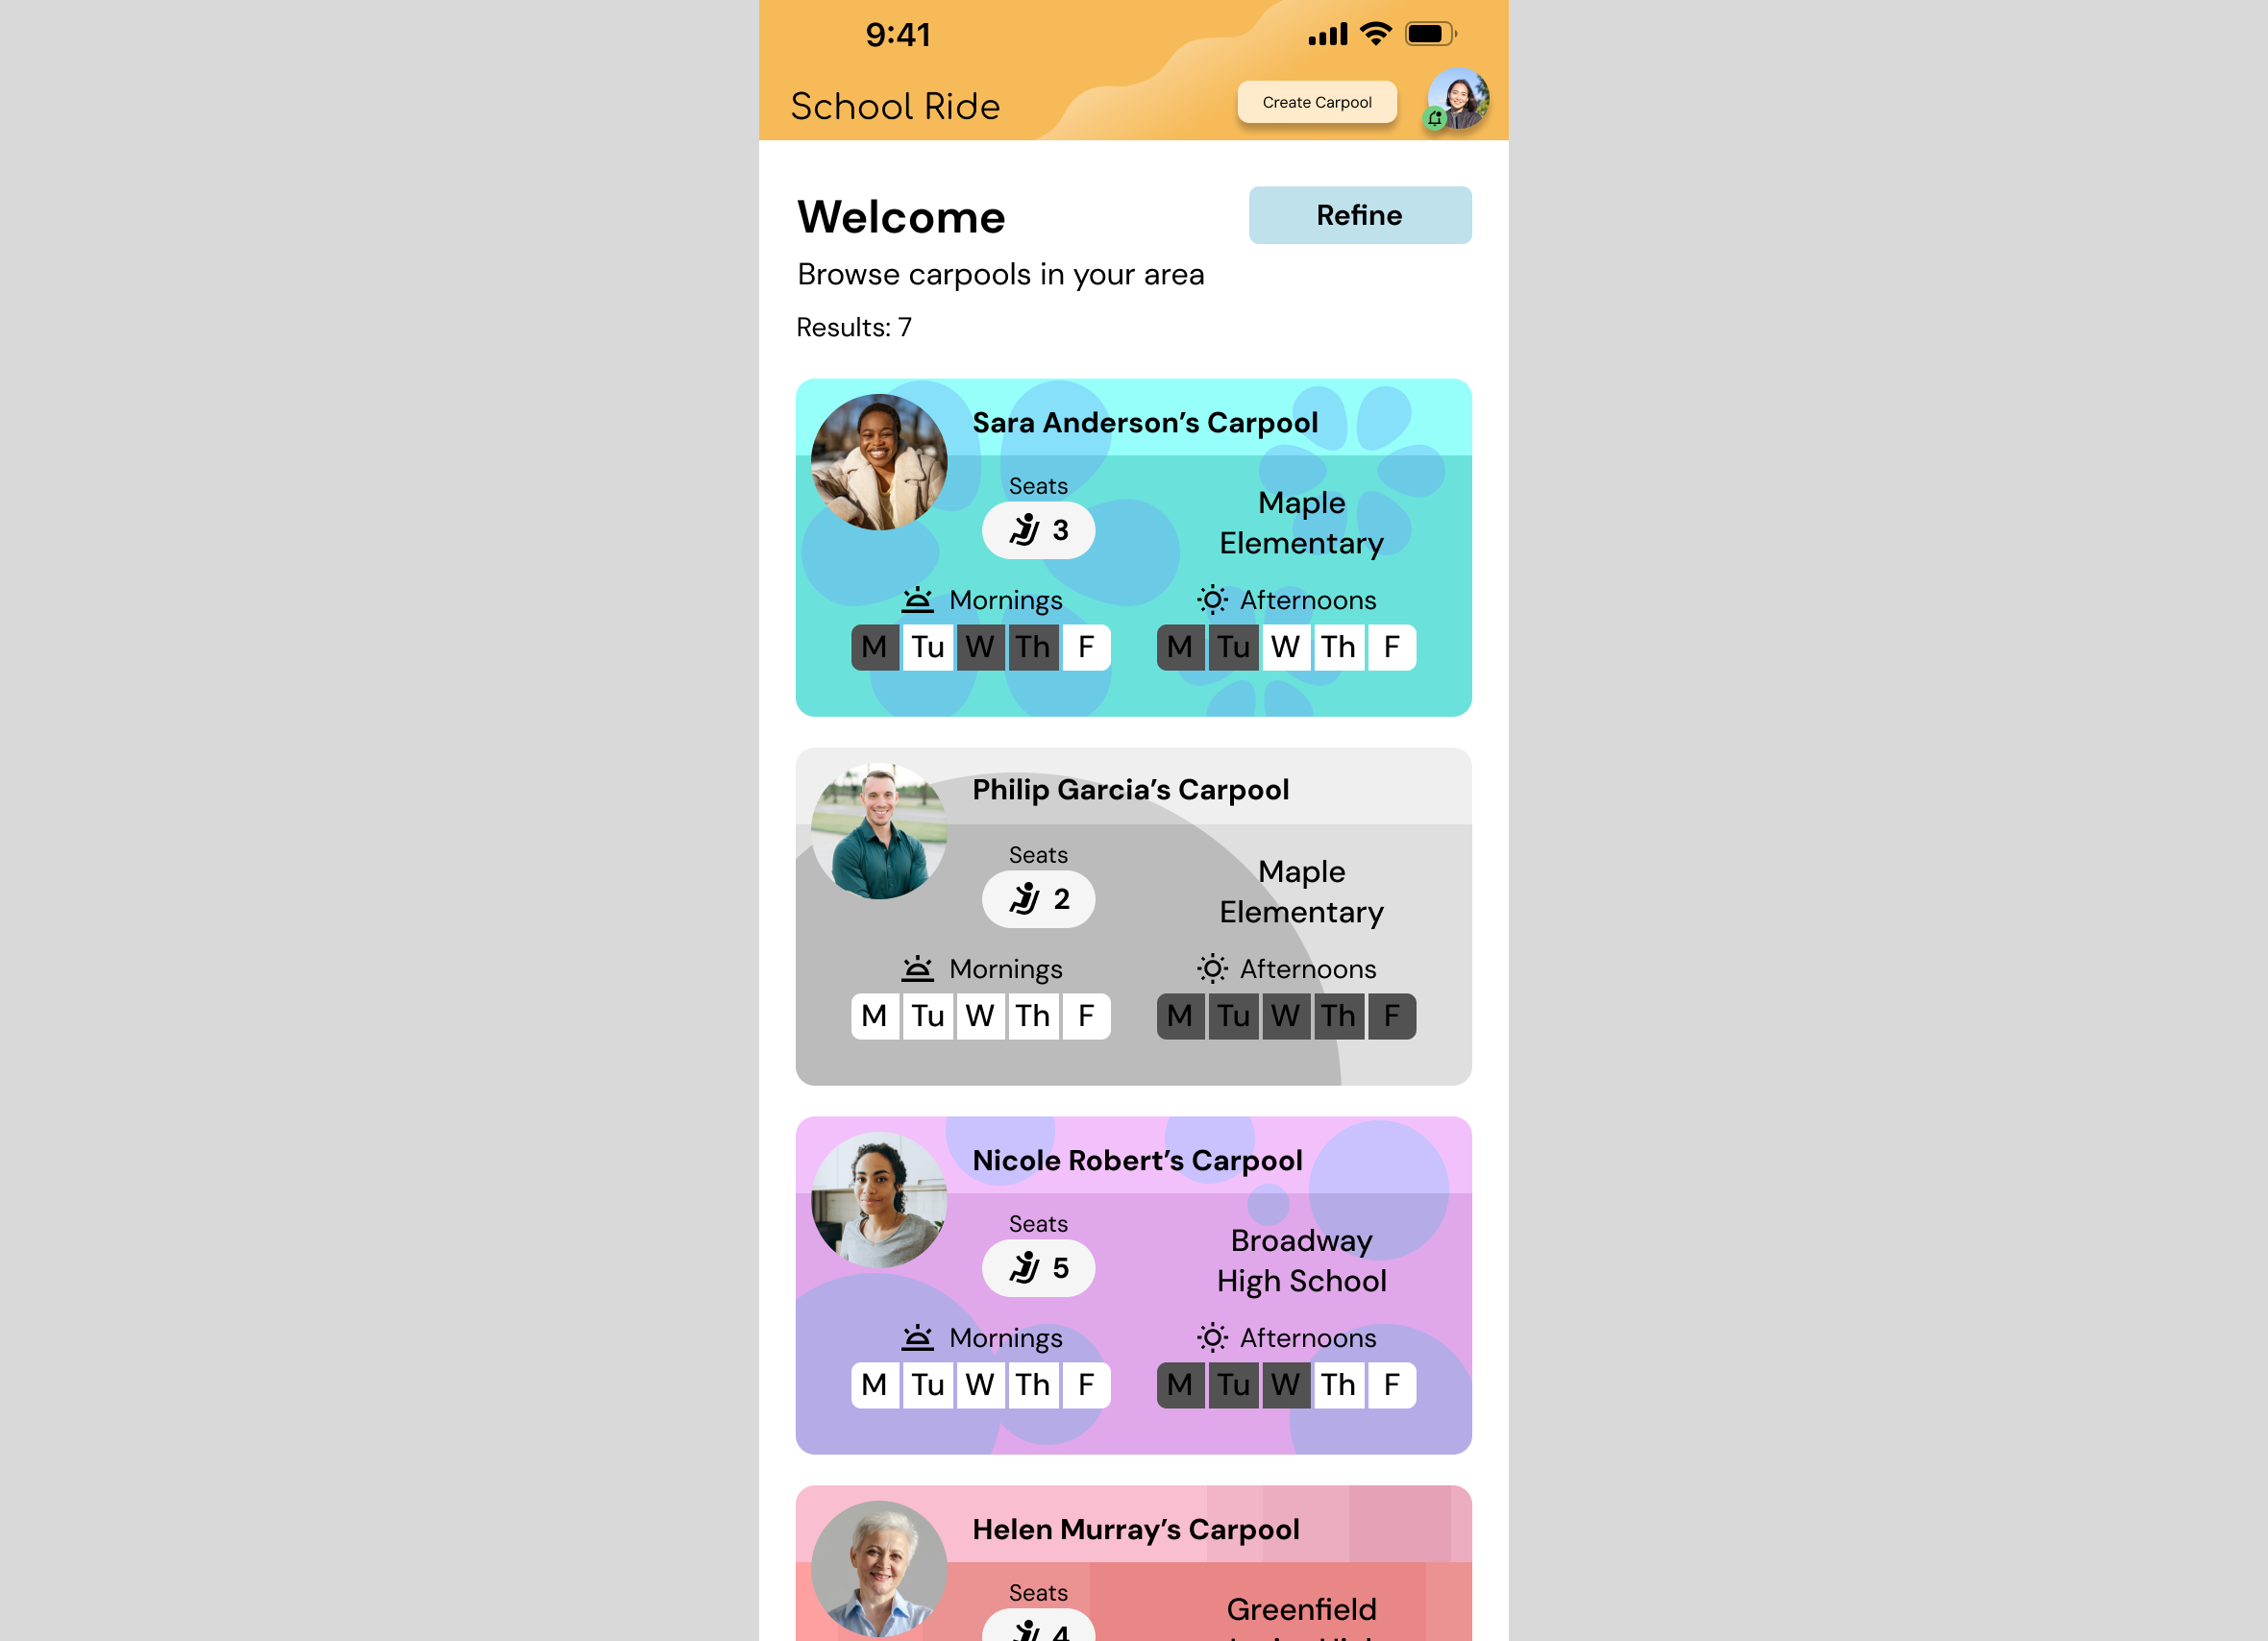 9:41
School Ride
Create Carpool
Welcome
Refine
Browse carpools in your area
Results: 7
Sara Anderson’s Carpool
Seats
3
Maple
Elementary
Mornings
Afternoons
M Tu W Th F
M Tu W Th F
Philip Garcia’s Carpool
Seats
2
Maple
Elementary
Mornings
Afternoons
M Tu W Th F
M Tu W Th F
Nicole Robert’s Carpool
Seats
5
Broadway
High School
Mornings
Afternoons
M Tu W Th F
M Tu W Th F
Helen Murray’s Carpool
Seats
4
Greenfield